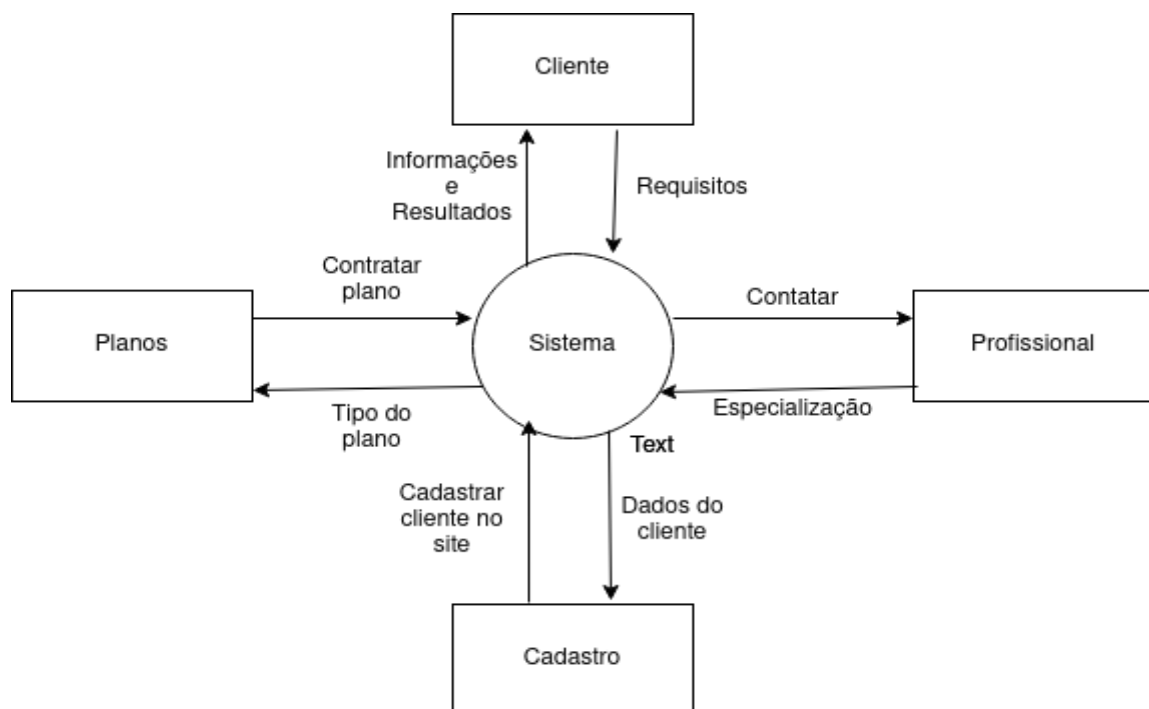 Cliente
Informações
e
Resultados
Requisitos
Contratar
plano
Contatar
Planos
Sistema
Profissional
Tipo do
plano
Especialização
Text
Cadastrar
cliente no
site
Dados do
cliente
Cadastro